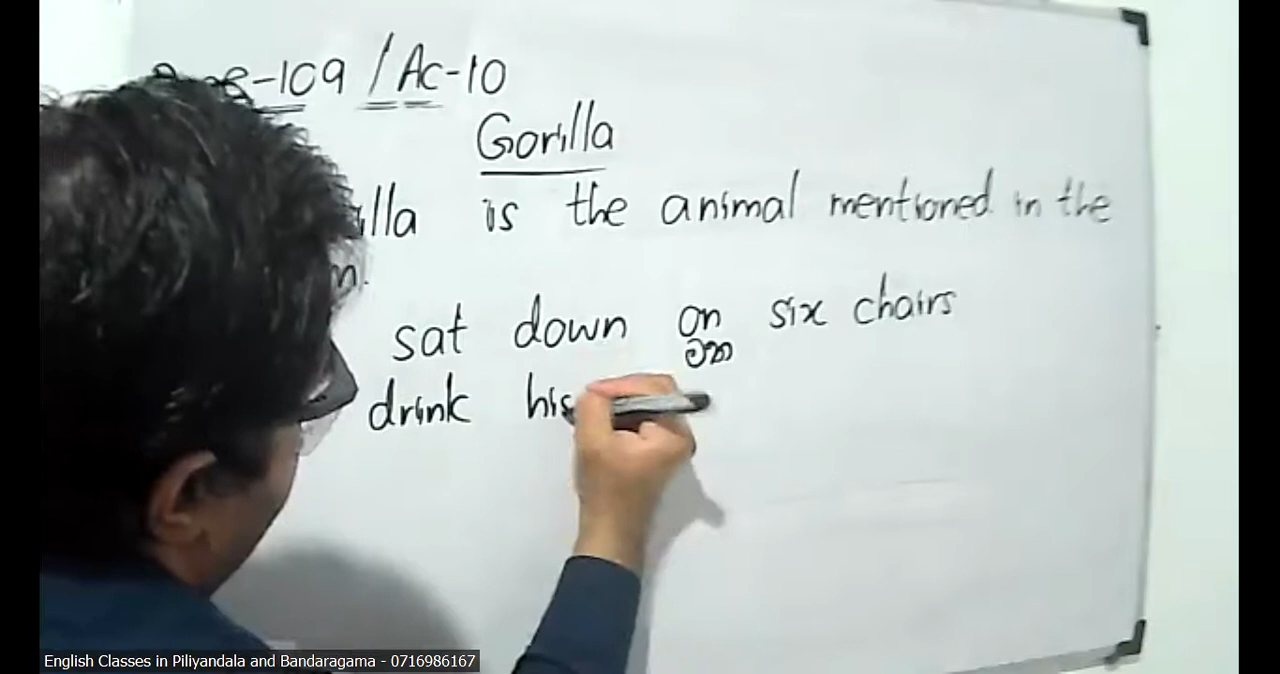 -109 / Ac-10
Gorilla
illa is the animal mentioned in the
m.
sat down on six chairs
මත
drink his
English Classes in Piliyandala and Bandaragama - 0716986167